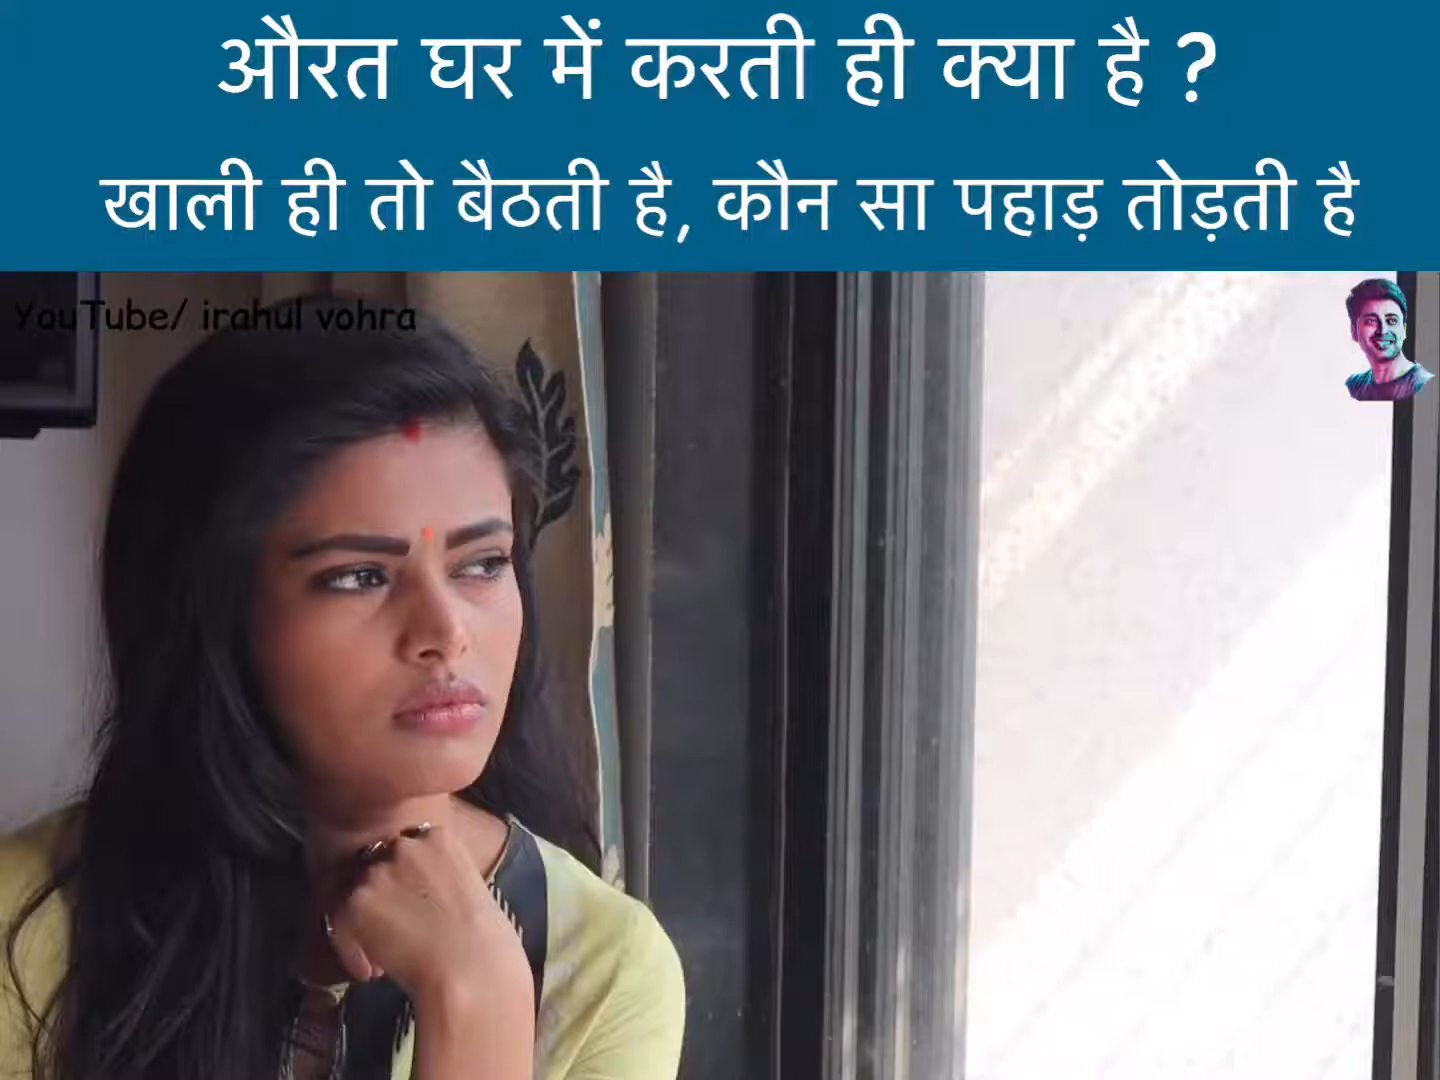 औरत घर में करती ही क्या है ?
खाली ही तो बैठती है, कौन सा पहाड़ तोड़ती है
YouTube/ irahul vohra